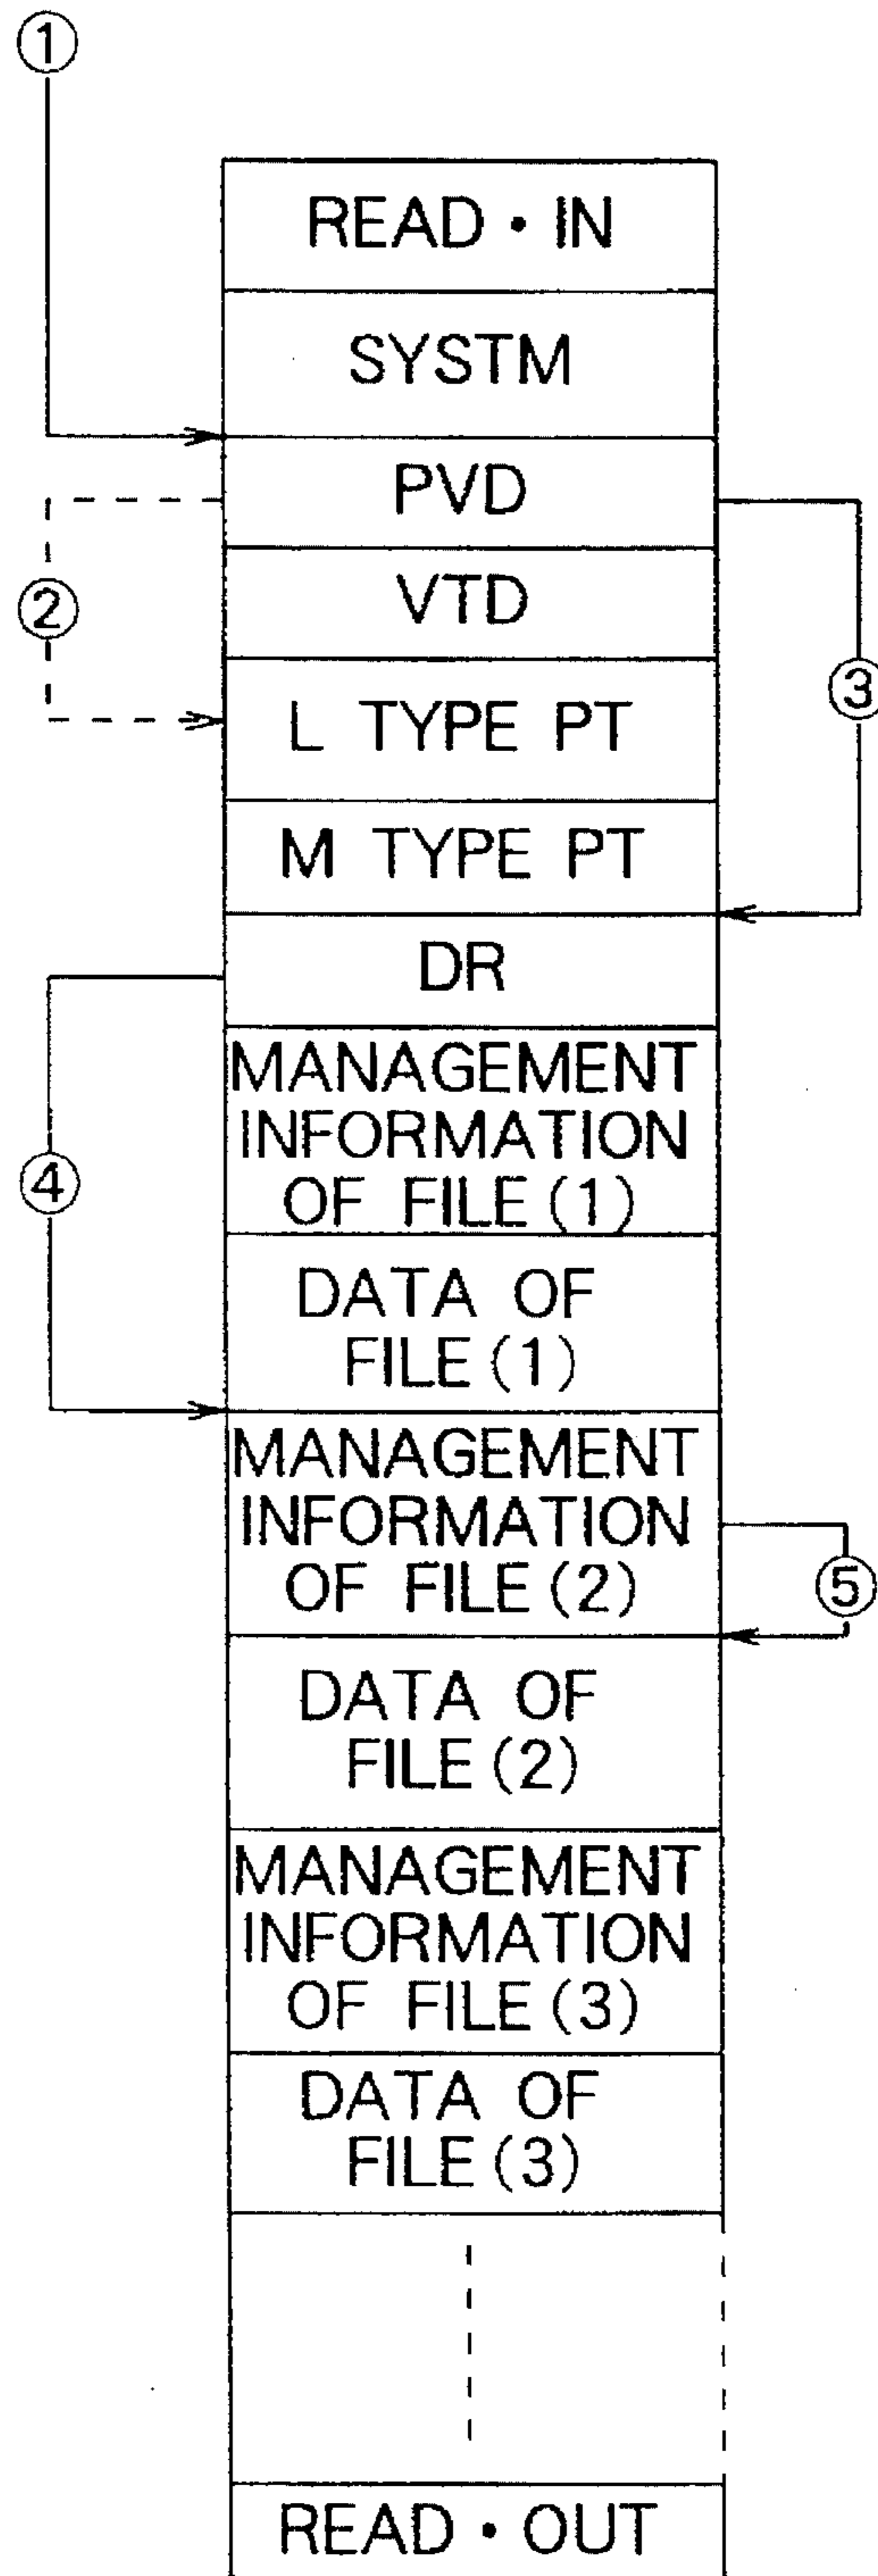 ①
READ・IN
SYSTM
PVD
②
VTD
③
L TYPE PT
M TYPE PT
DR
MANAGEMENT
INFORMATION
OF FILE(1)
④
DATA OF
FILE(1)
MANAGEMENT
INFORMATION
OF FILE(2)
⑤
DATA OF
FILE(2)
MANAGEMENT
INFORMATION
OF FILE(3)
DATA OF
FILE(3)
READ・OUT